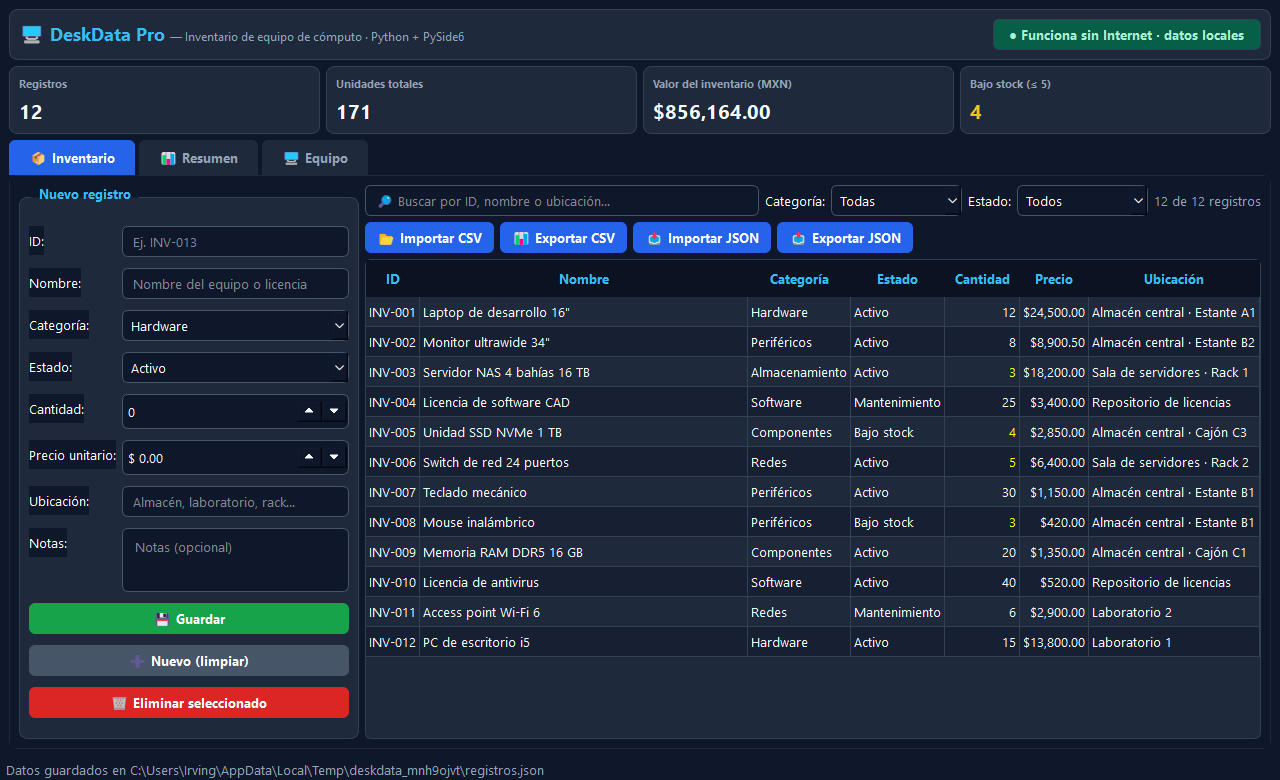 DeskData Pro — Inventario de equipo de cómputo · Python + PySide6
● Funciona sin Internet · datos locales
Registros
12
Unidades totales
171
Valor del inventario (MXN)
$856,164.00
Bajo stock (≤ 5)
4
Inventario Resumen Equipo
Nuevo registro
ID: Ej. INV-013
Nombre: Nombre del equipo o licencia
Categoría: Hardware
Estado: Activo
Cantidad: 0
Precio unitario: $ 0.00
Ubicación: Almacén, laboratorio, rack...
Notas: Notas (opcional)
Guardar
Nuevo (limpiar)
Eliminar seleccionado
Buscar por ID, nombre o ubicación... Categoría: Todas Estado: Todos 12 de 12 registros
Importar CSV Exportar CSV Importar JSON Exportar JSON
ID Nombre Categoría Estado Cantidad Precio Ubicación
INV-001 Laptop de desarrollo 16" Hardware Activo 12 $24,500.00 Almacén central · Estante A1
INV-002 Monitor ultrawide 34" Periféricos Activo 8 $8,900.50 Almacén central · Estante B2
INV-003 Servidor NAS 4 bahías 16 TB Almacenamiento Activo 3 $18,200.00 Sala de servidores · Rack 1
INV-004 Licencia de software CAD Software Mantenimiento 25 $3,400.00 Repositorio de licencias
INV-005 Unidad SSD NVMe 1 TB Componentes Bajo stock 4 $2,850.00 Almacén central · Cajón C3
INV-006 Switch de red 24 puertos Redes Activo 5 $6,400.00 Sala de servidores · Rack 2
INV-007 Teclado mecánico Periféricos Activo 30 $1,150.00 Almacén central · Estante B1
INV-008 Mouse inalámbrico Periféricos Bajo stock 3 $420.00 Almacén central · Estante B1
INV-009 Memoria RAM DDR5 16 GB Componentes Activo 20 $1,350.00 Almacén central · Cajón C1
INV-010 Licencia de antivirus Software Activo 40 $520.00 Repositorio de licencias
INV-011 Access point Wi-Fi 6 Redes Mantenimiento 6 $2,900.00 Laboratorio 2
INV-012 PC de escritorio i5 Hardware Activo 15 $13,800.00 Laboratorio 1
Datos guardados en C:\Users\Irving\AppData\Local\Temp\deskdata_mnh9ojvt\registros.json